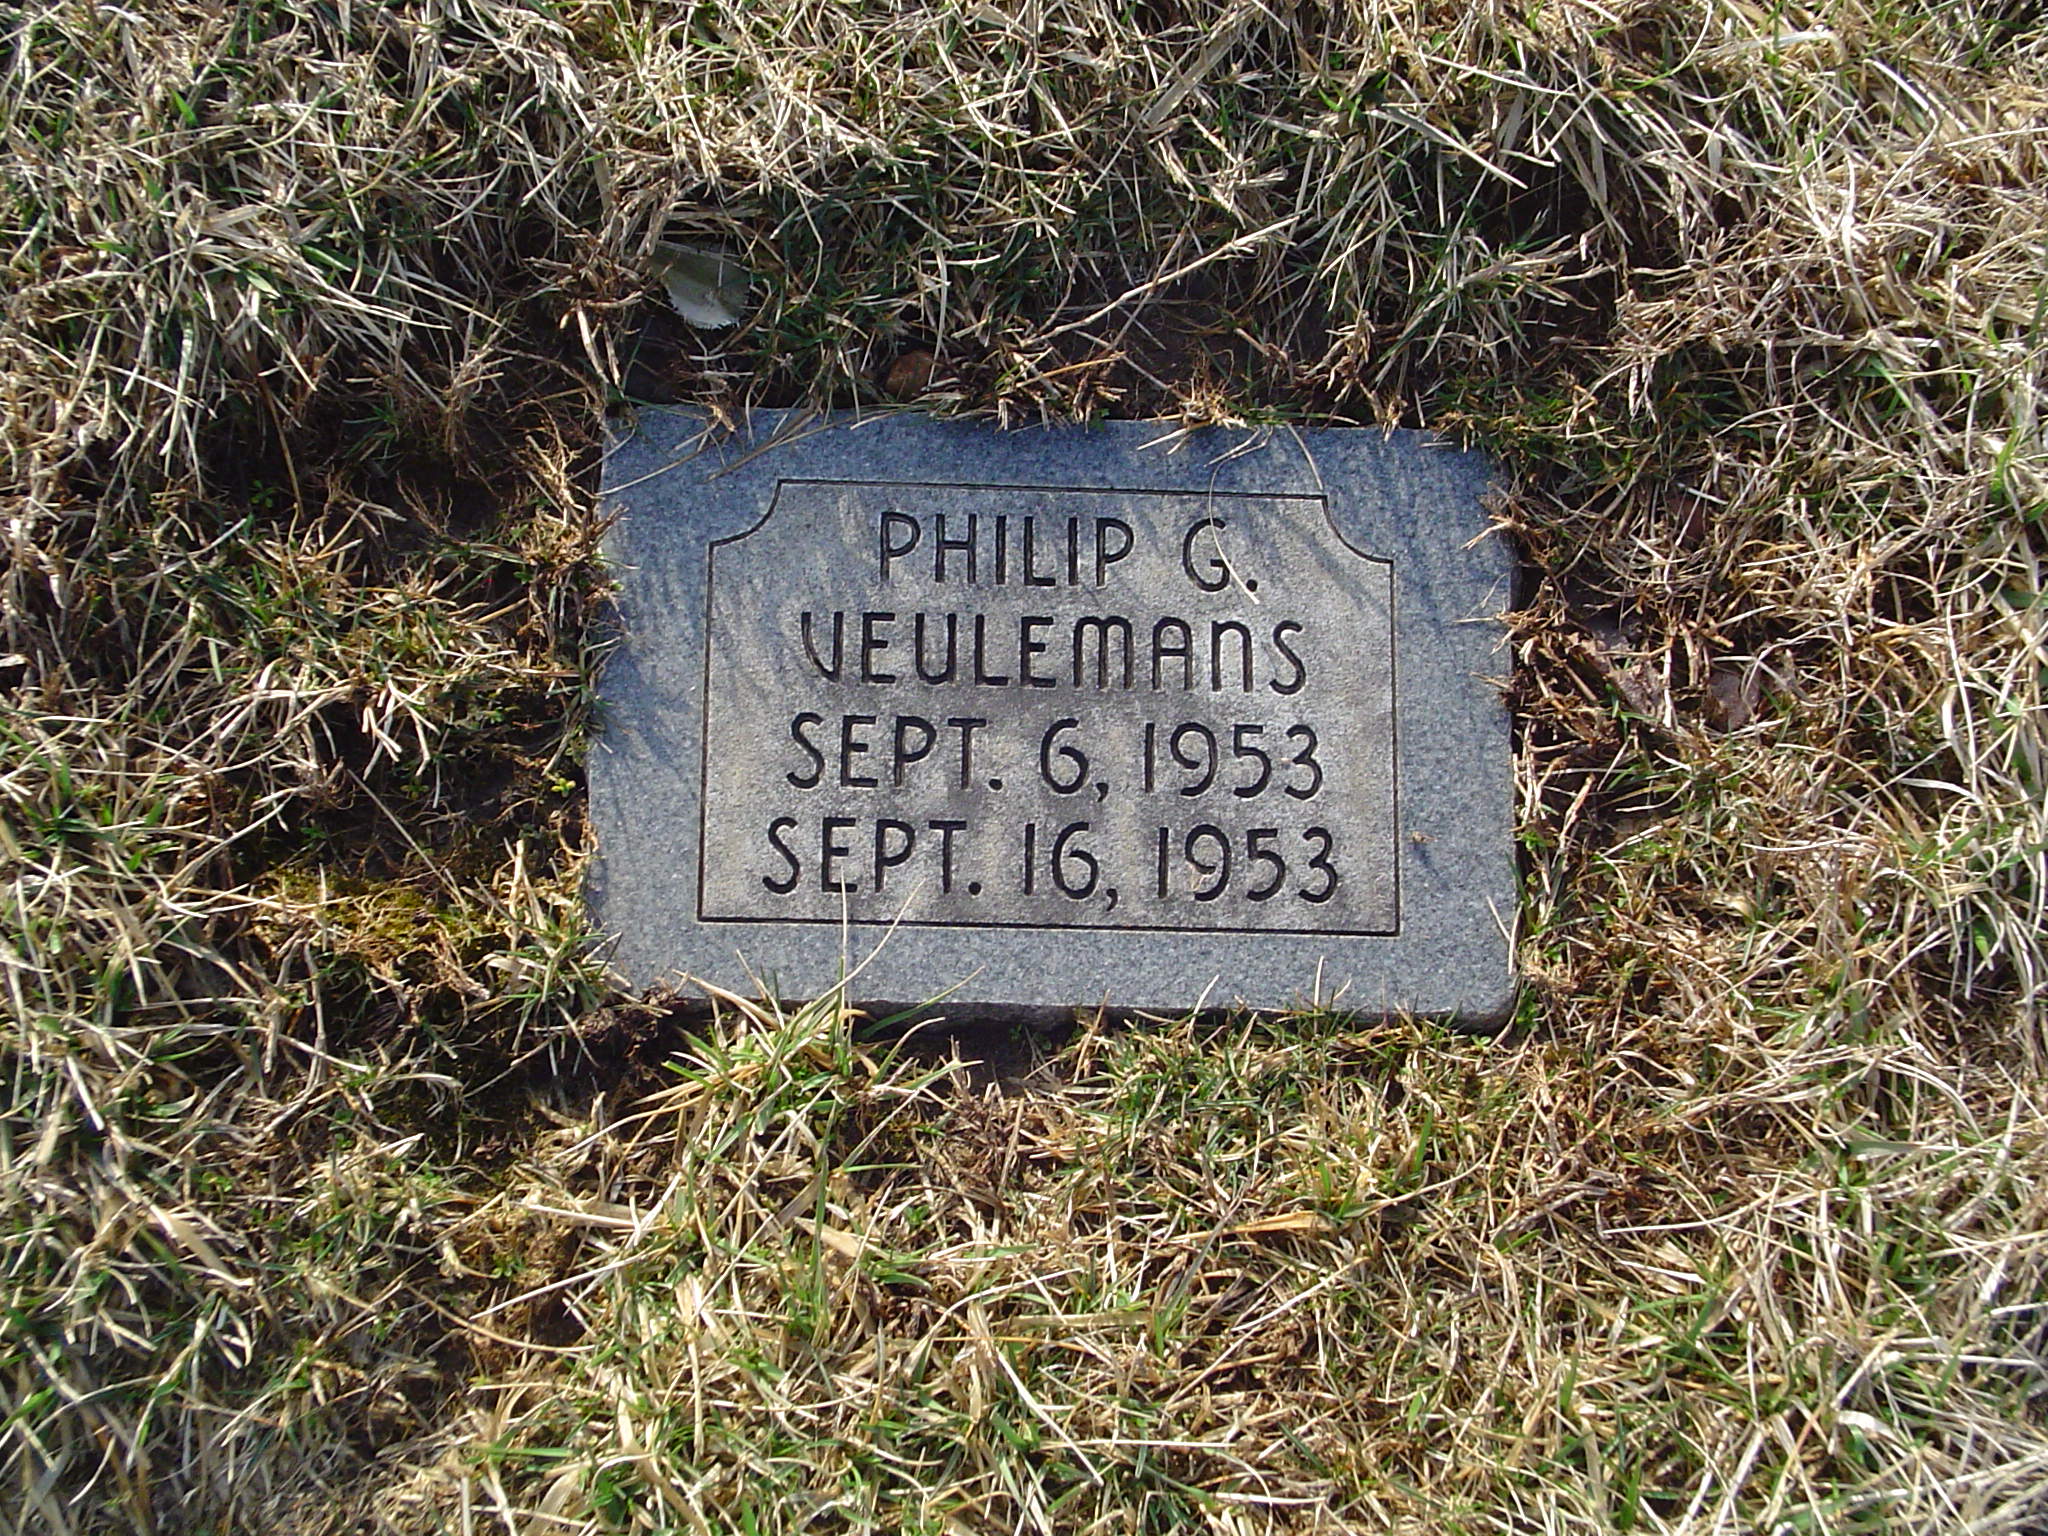 PHILIP G.
VEULEMANS
SEPT. 6, 1953
SEPT. 16, 1953